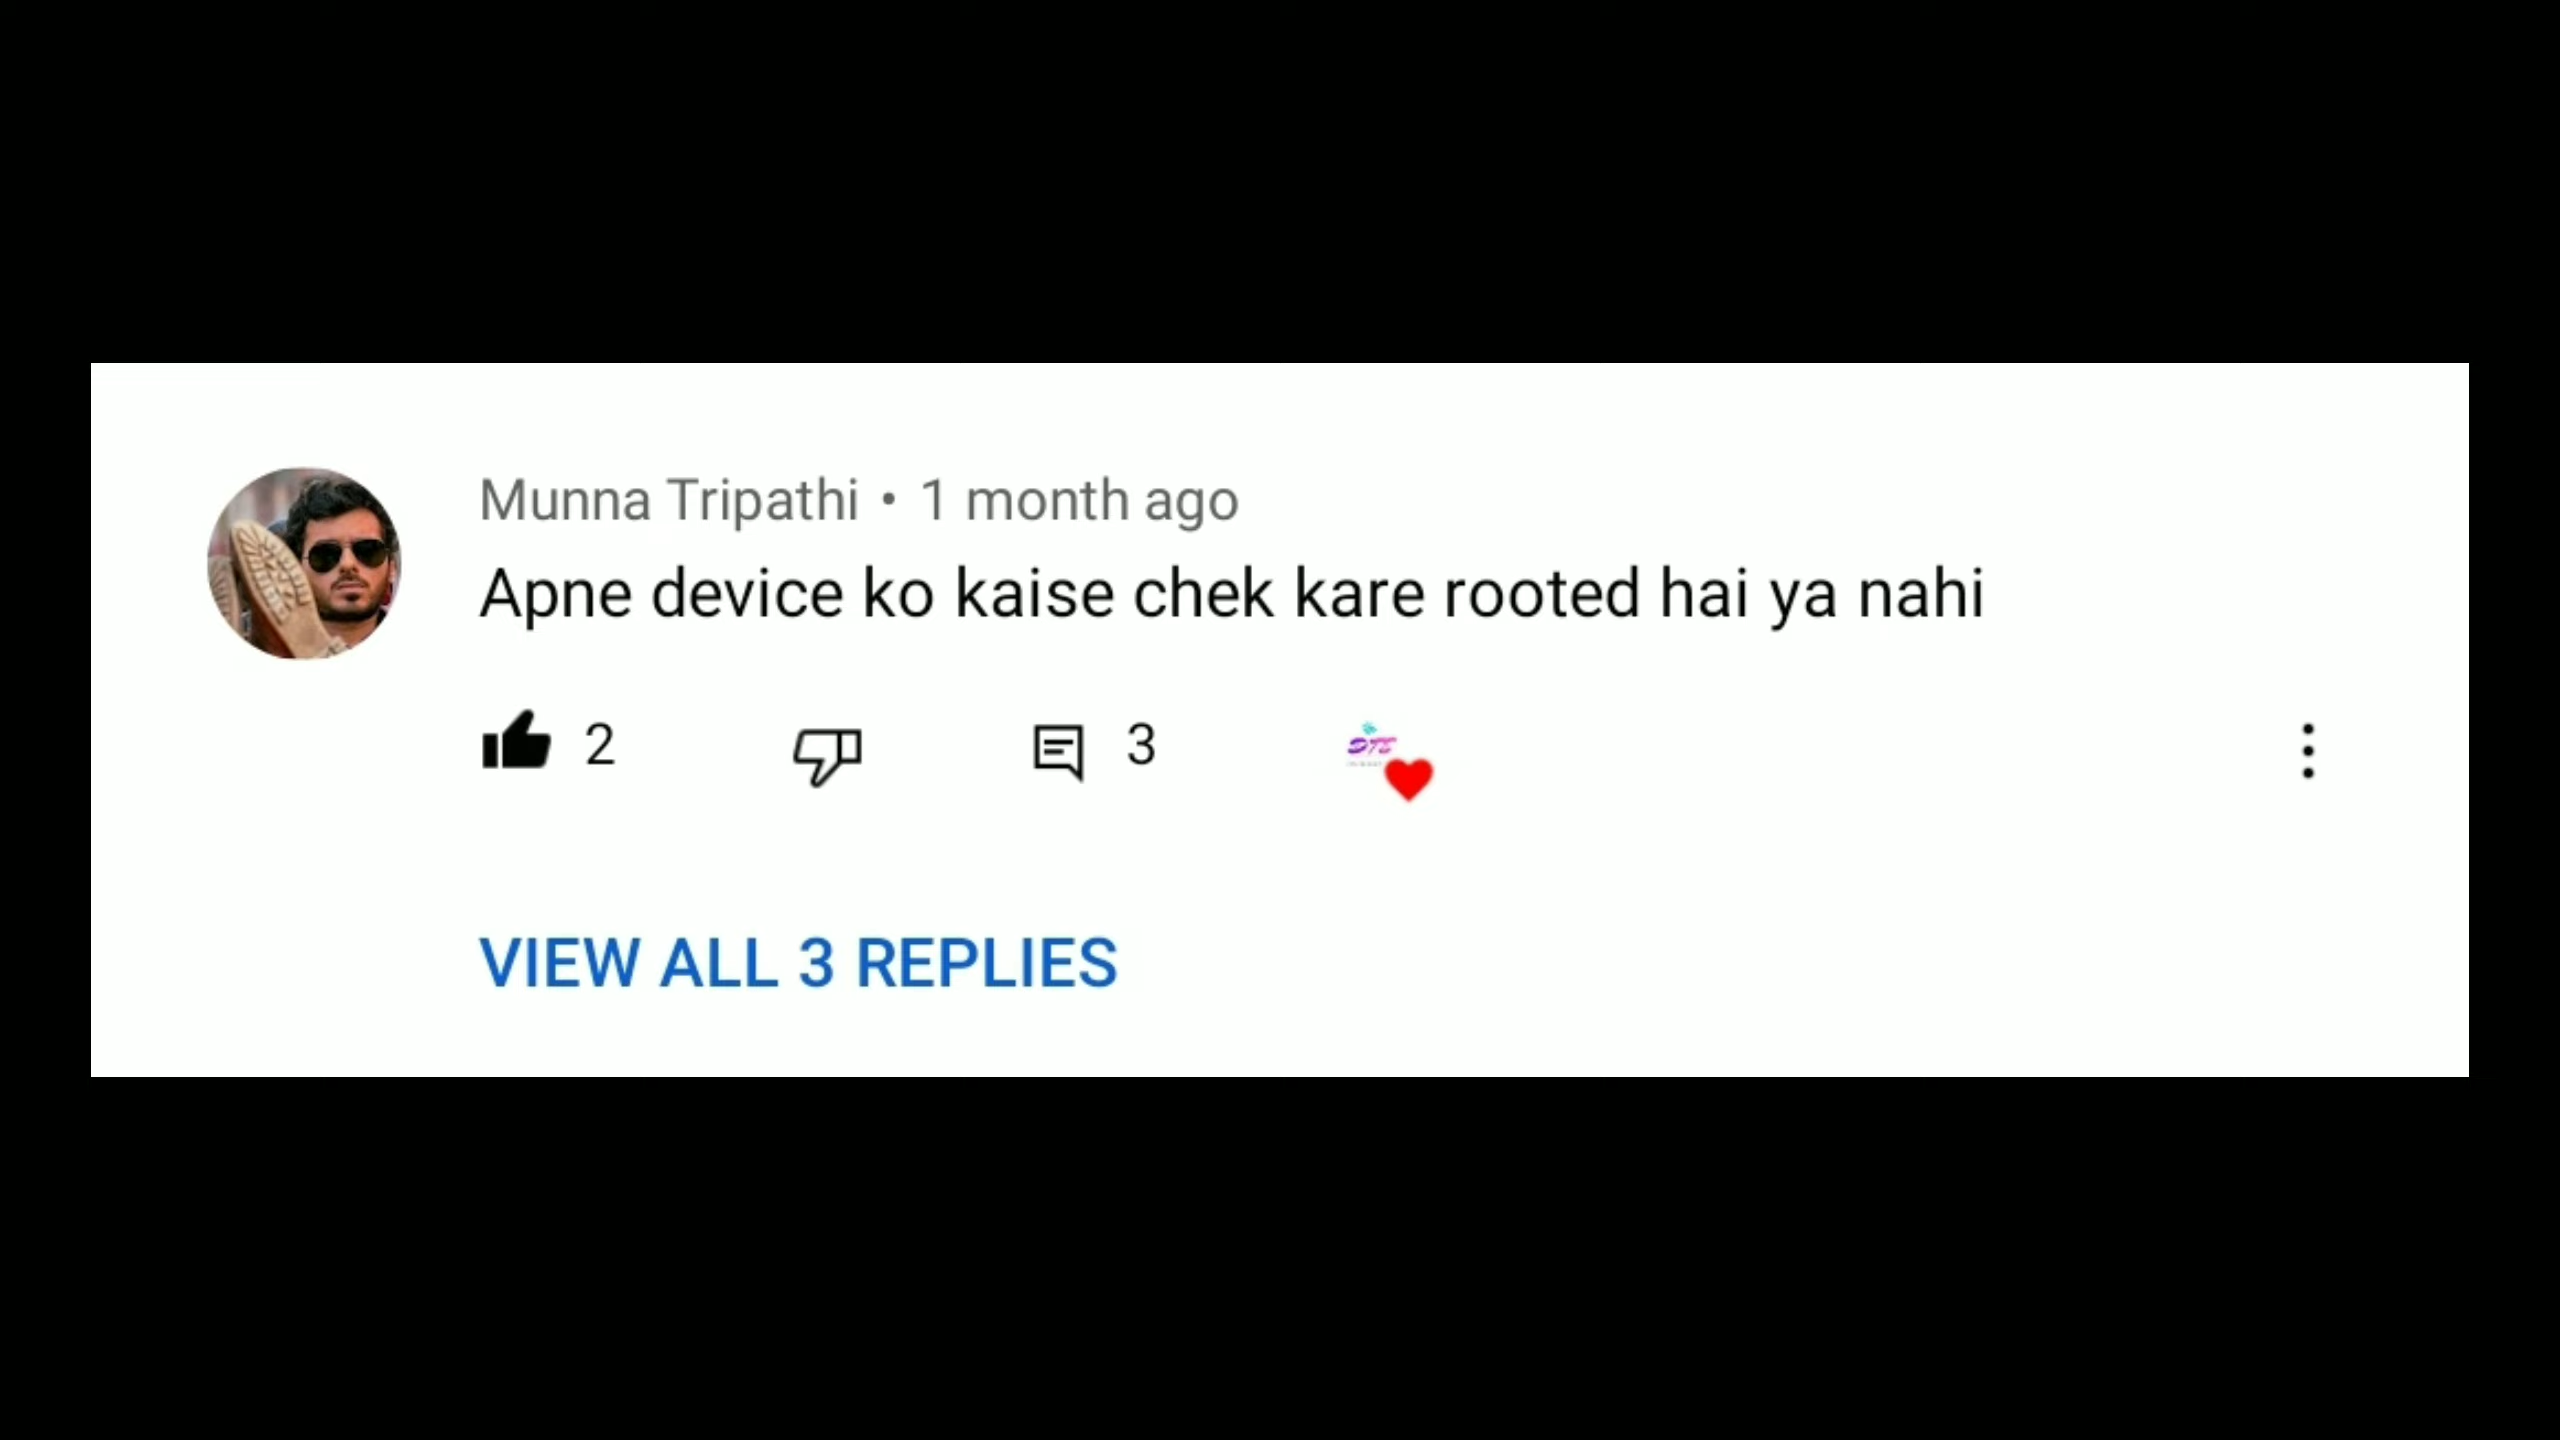 Munna Tripathi • 1 month ago
Apne device ko kaise chek kare rooted hai ya nahi
2 3
VIEW ALL 3 REPLIES